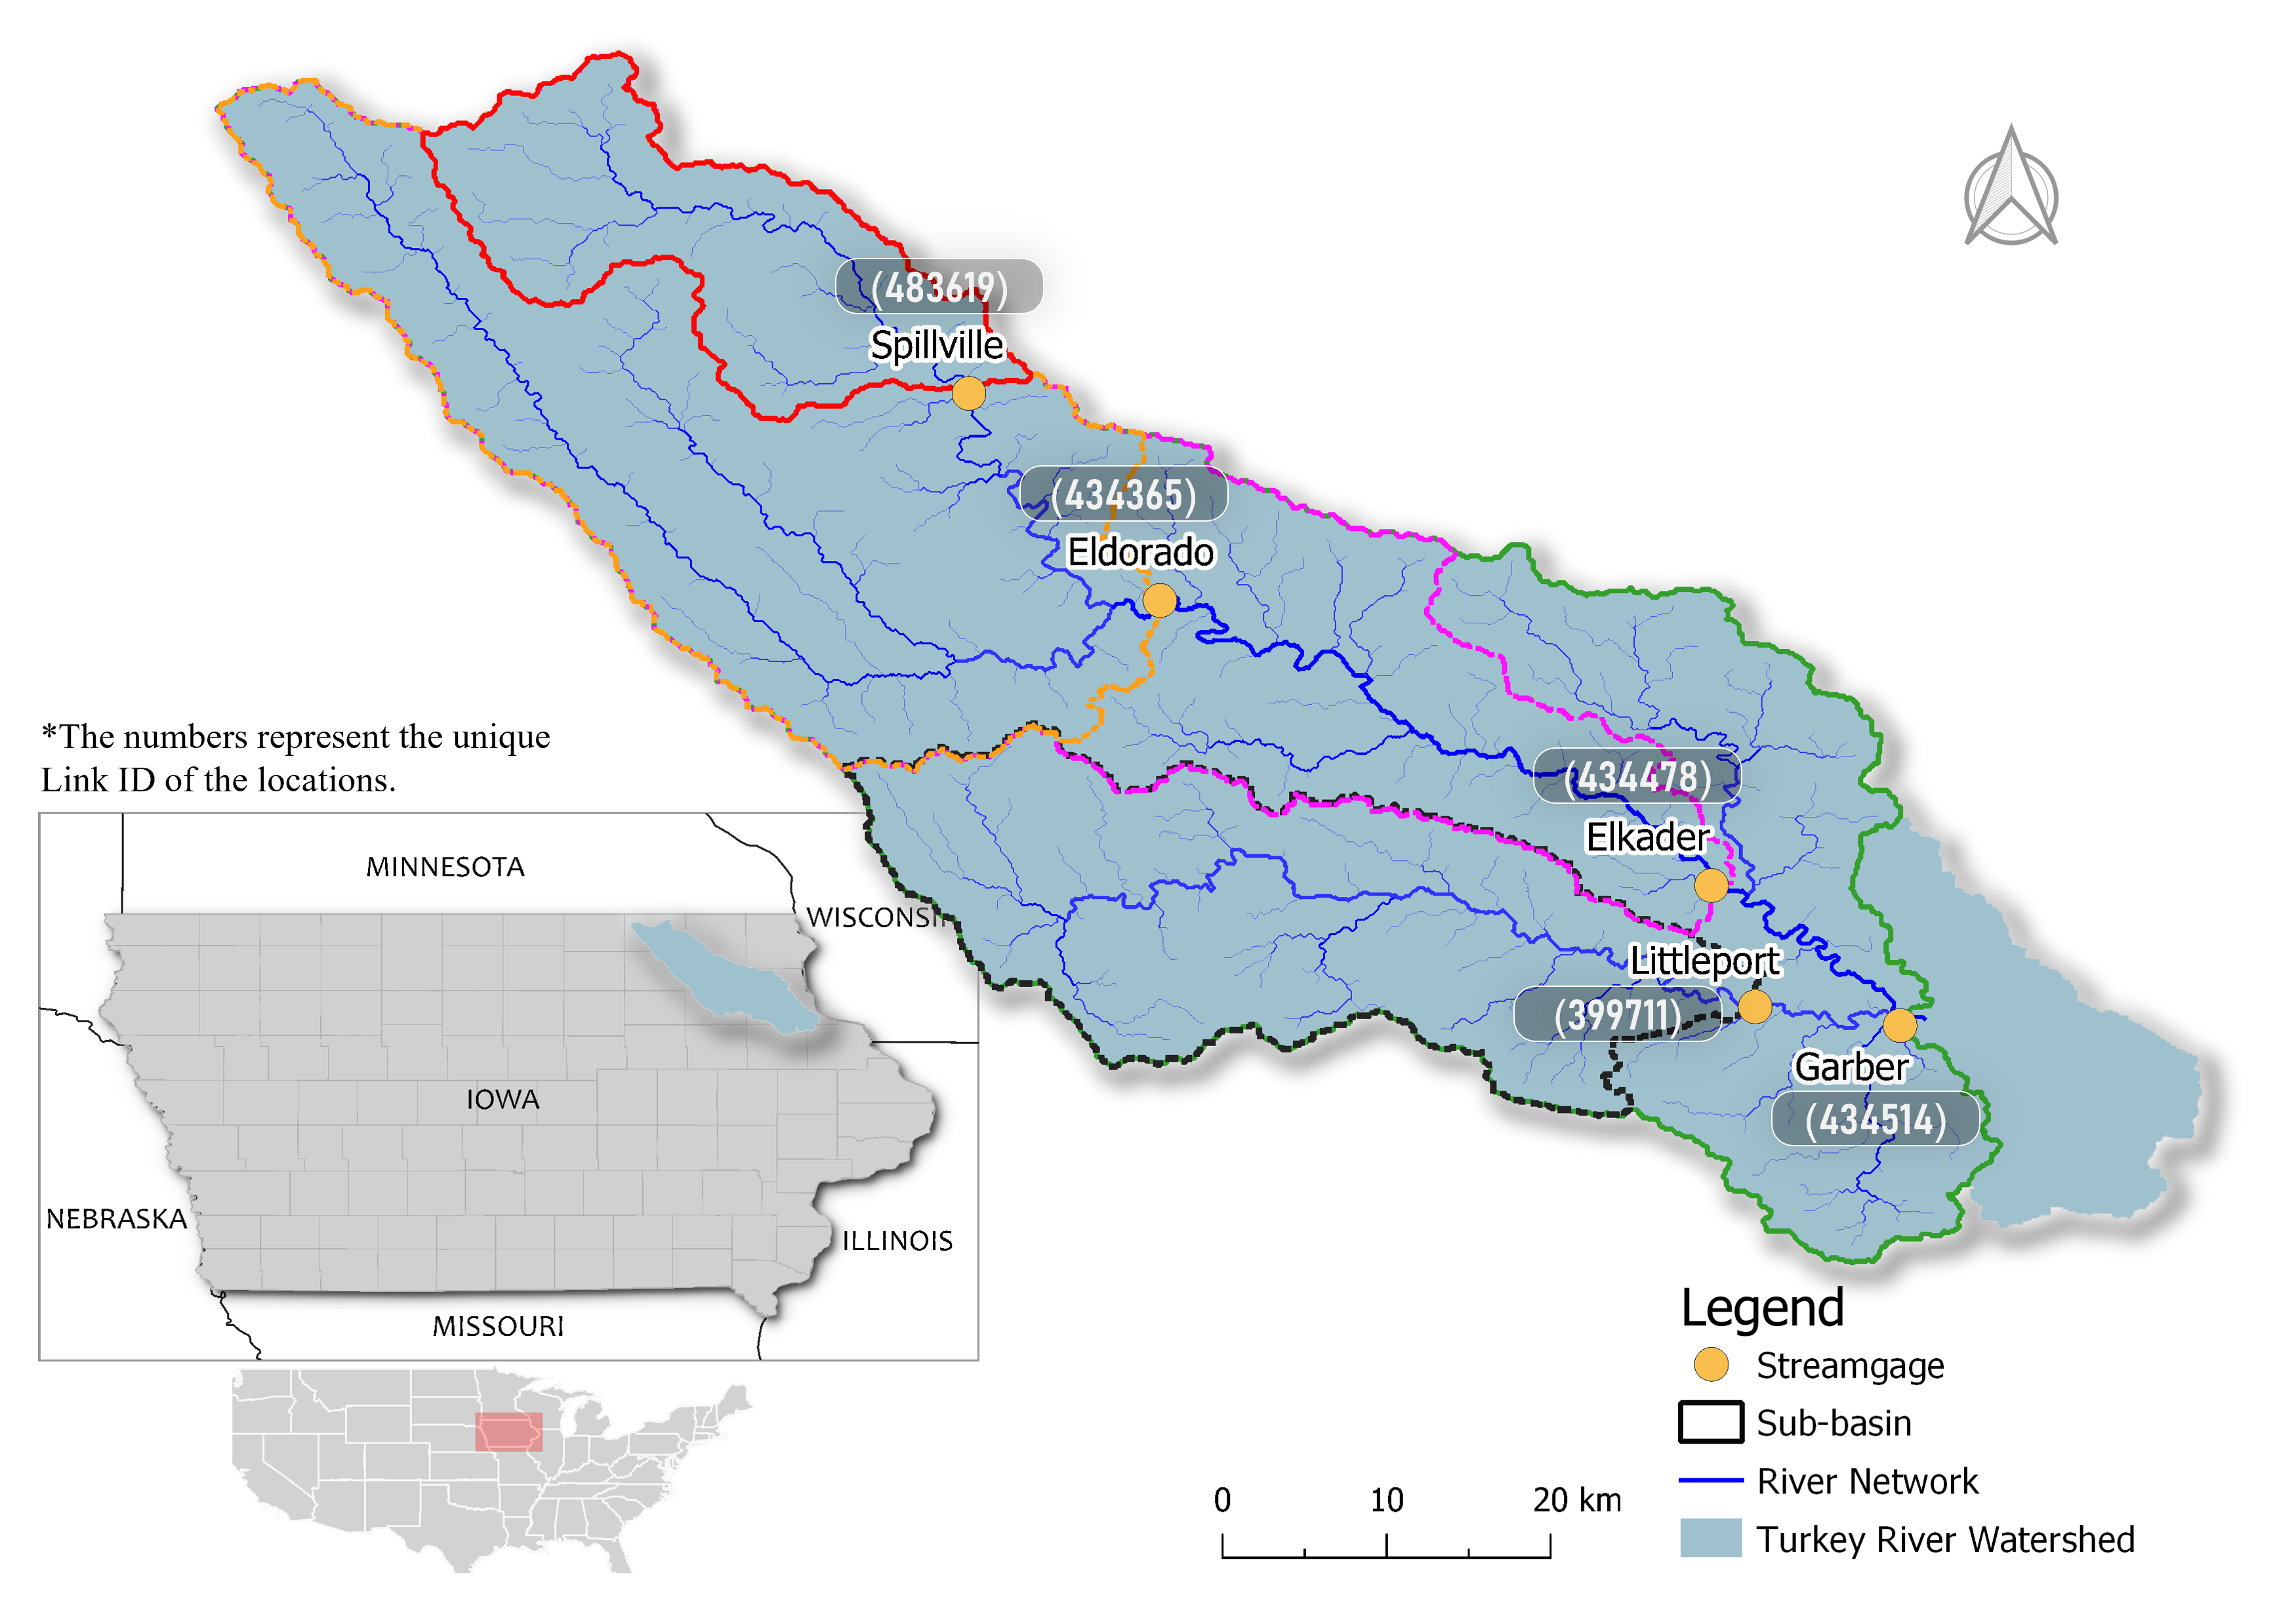 (483619)
Spillville
(434365)
Eldorado
*The numbers represent the unique
Link ID of the locations.
(434478)
Elkader
MINNESOTA
WISCONSI
Littleport
(399711)
Garber
(434514)
IOWA
NEBRASKA
ILLINOIS
MISSOURI
Legend
Streamgage
Sub-basin
River Network
Turkey River Watershed
0 10 20 km